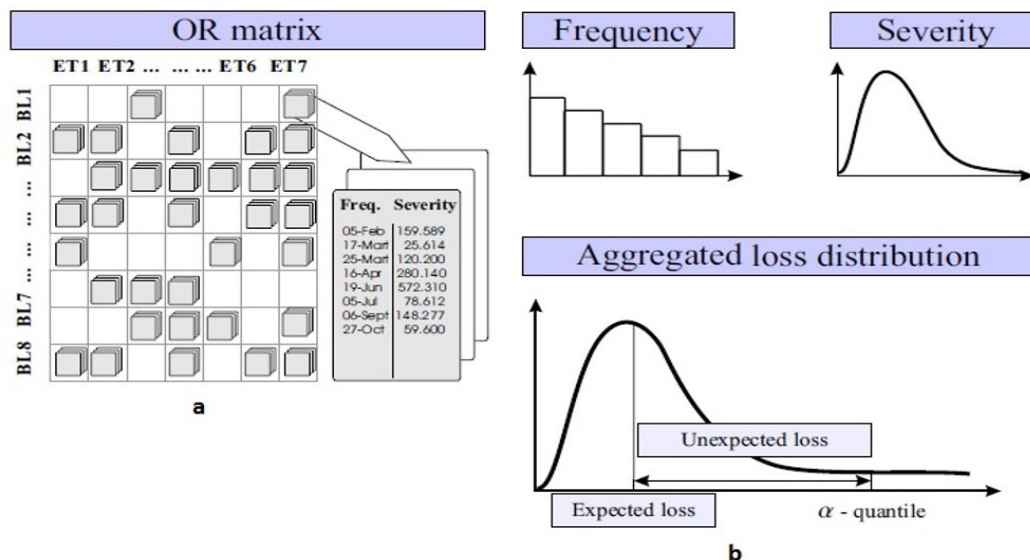 OR matrix
ET1 ET2 ... ... ... ET6 ET7
BL1
BL2
...
...
...
...
BL7
BL8
Freq. Severity
05-Feb 159.589
17-Mart 25.614
25-Mart 120.200
16-Apr 280.140
19-Jun 572.310
05-Jul 78.612
06-Sept 148.277
27-Oct 59.600
a
Frequency
Severity
Aggregated loss distribution
Unexpected loss
Expected loss
α - quantile
b